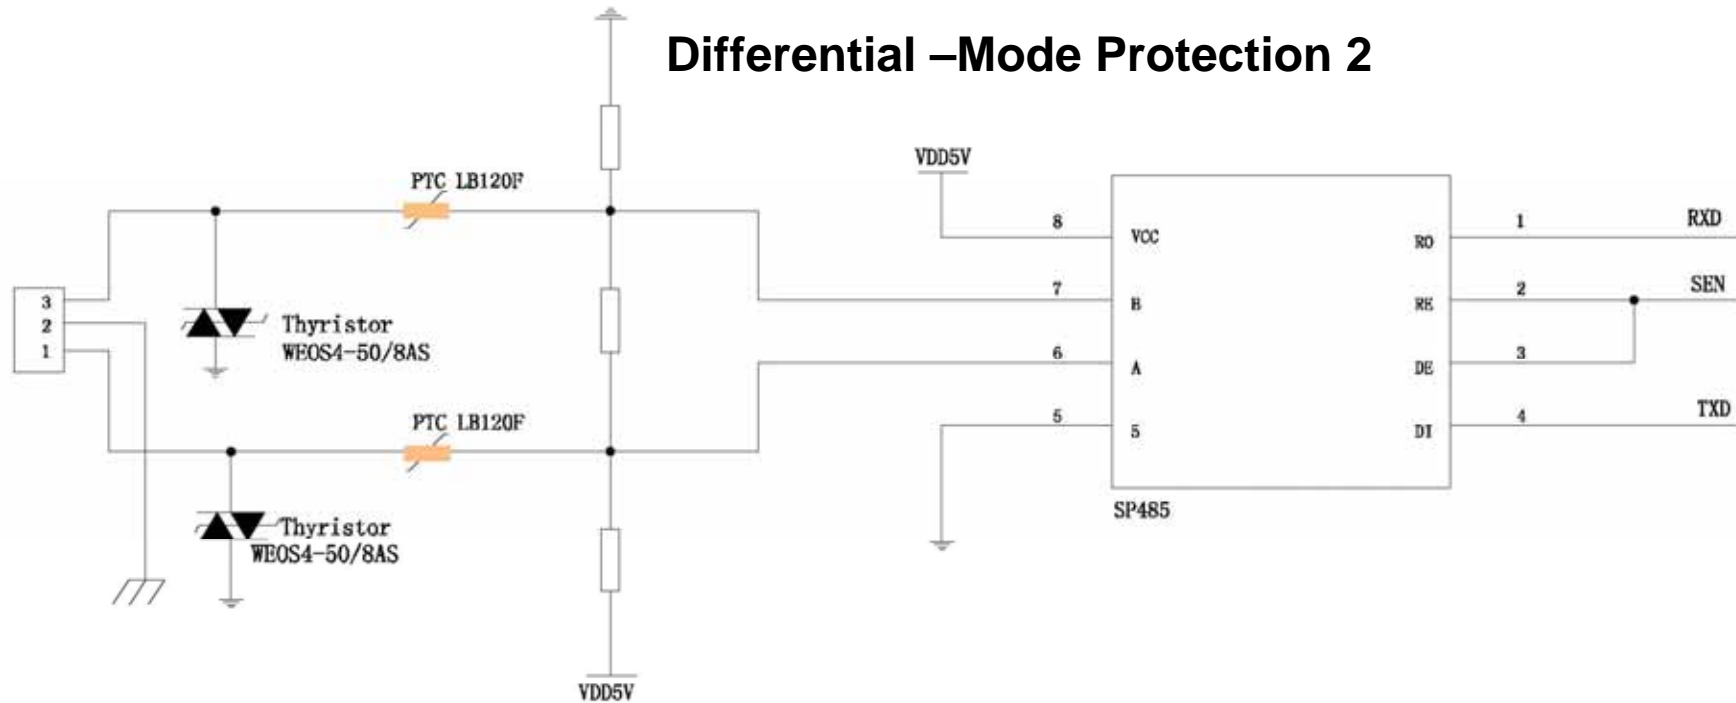 Differential –Mode Protection 2
VDD5V
PTC LB120F
8
VCC
1
RO
RXD
7
B
2
RE
SEN
3
2
1
Thyristor
WEOS4-50/8AS
6
A
3
DE
PTC LB120F
5
5
4
DI
TXD
SP485
Thyristor
WEOS4-50/8AS
VDD5V